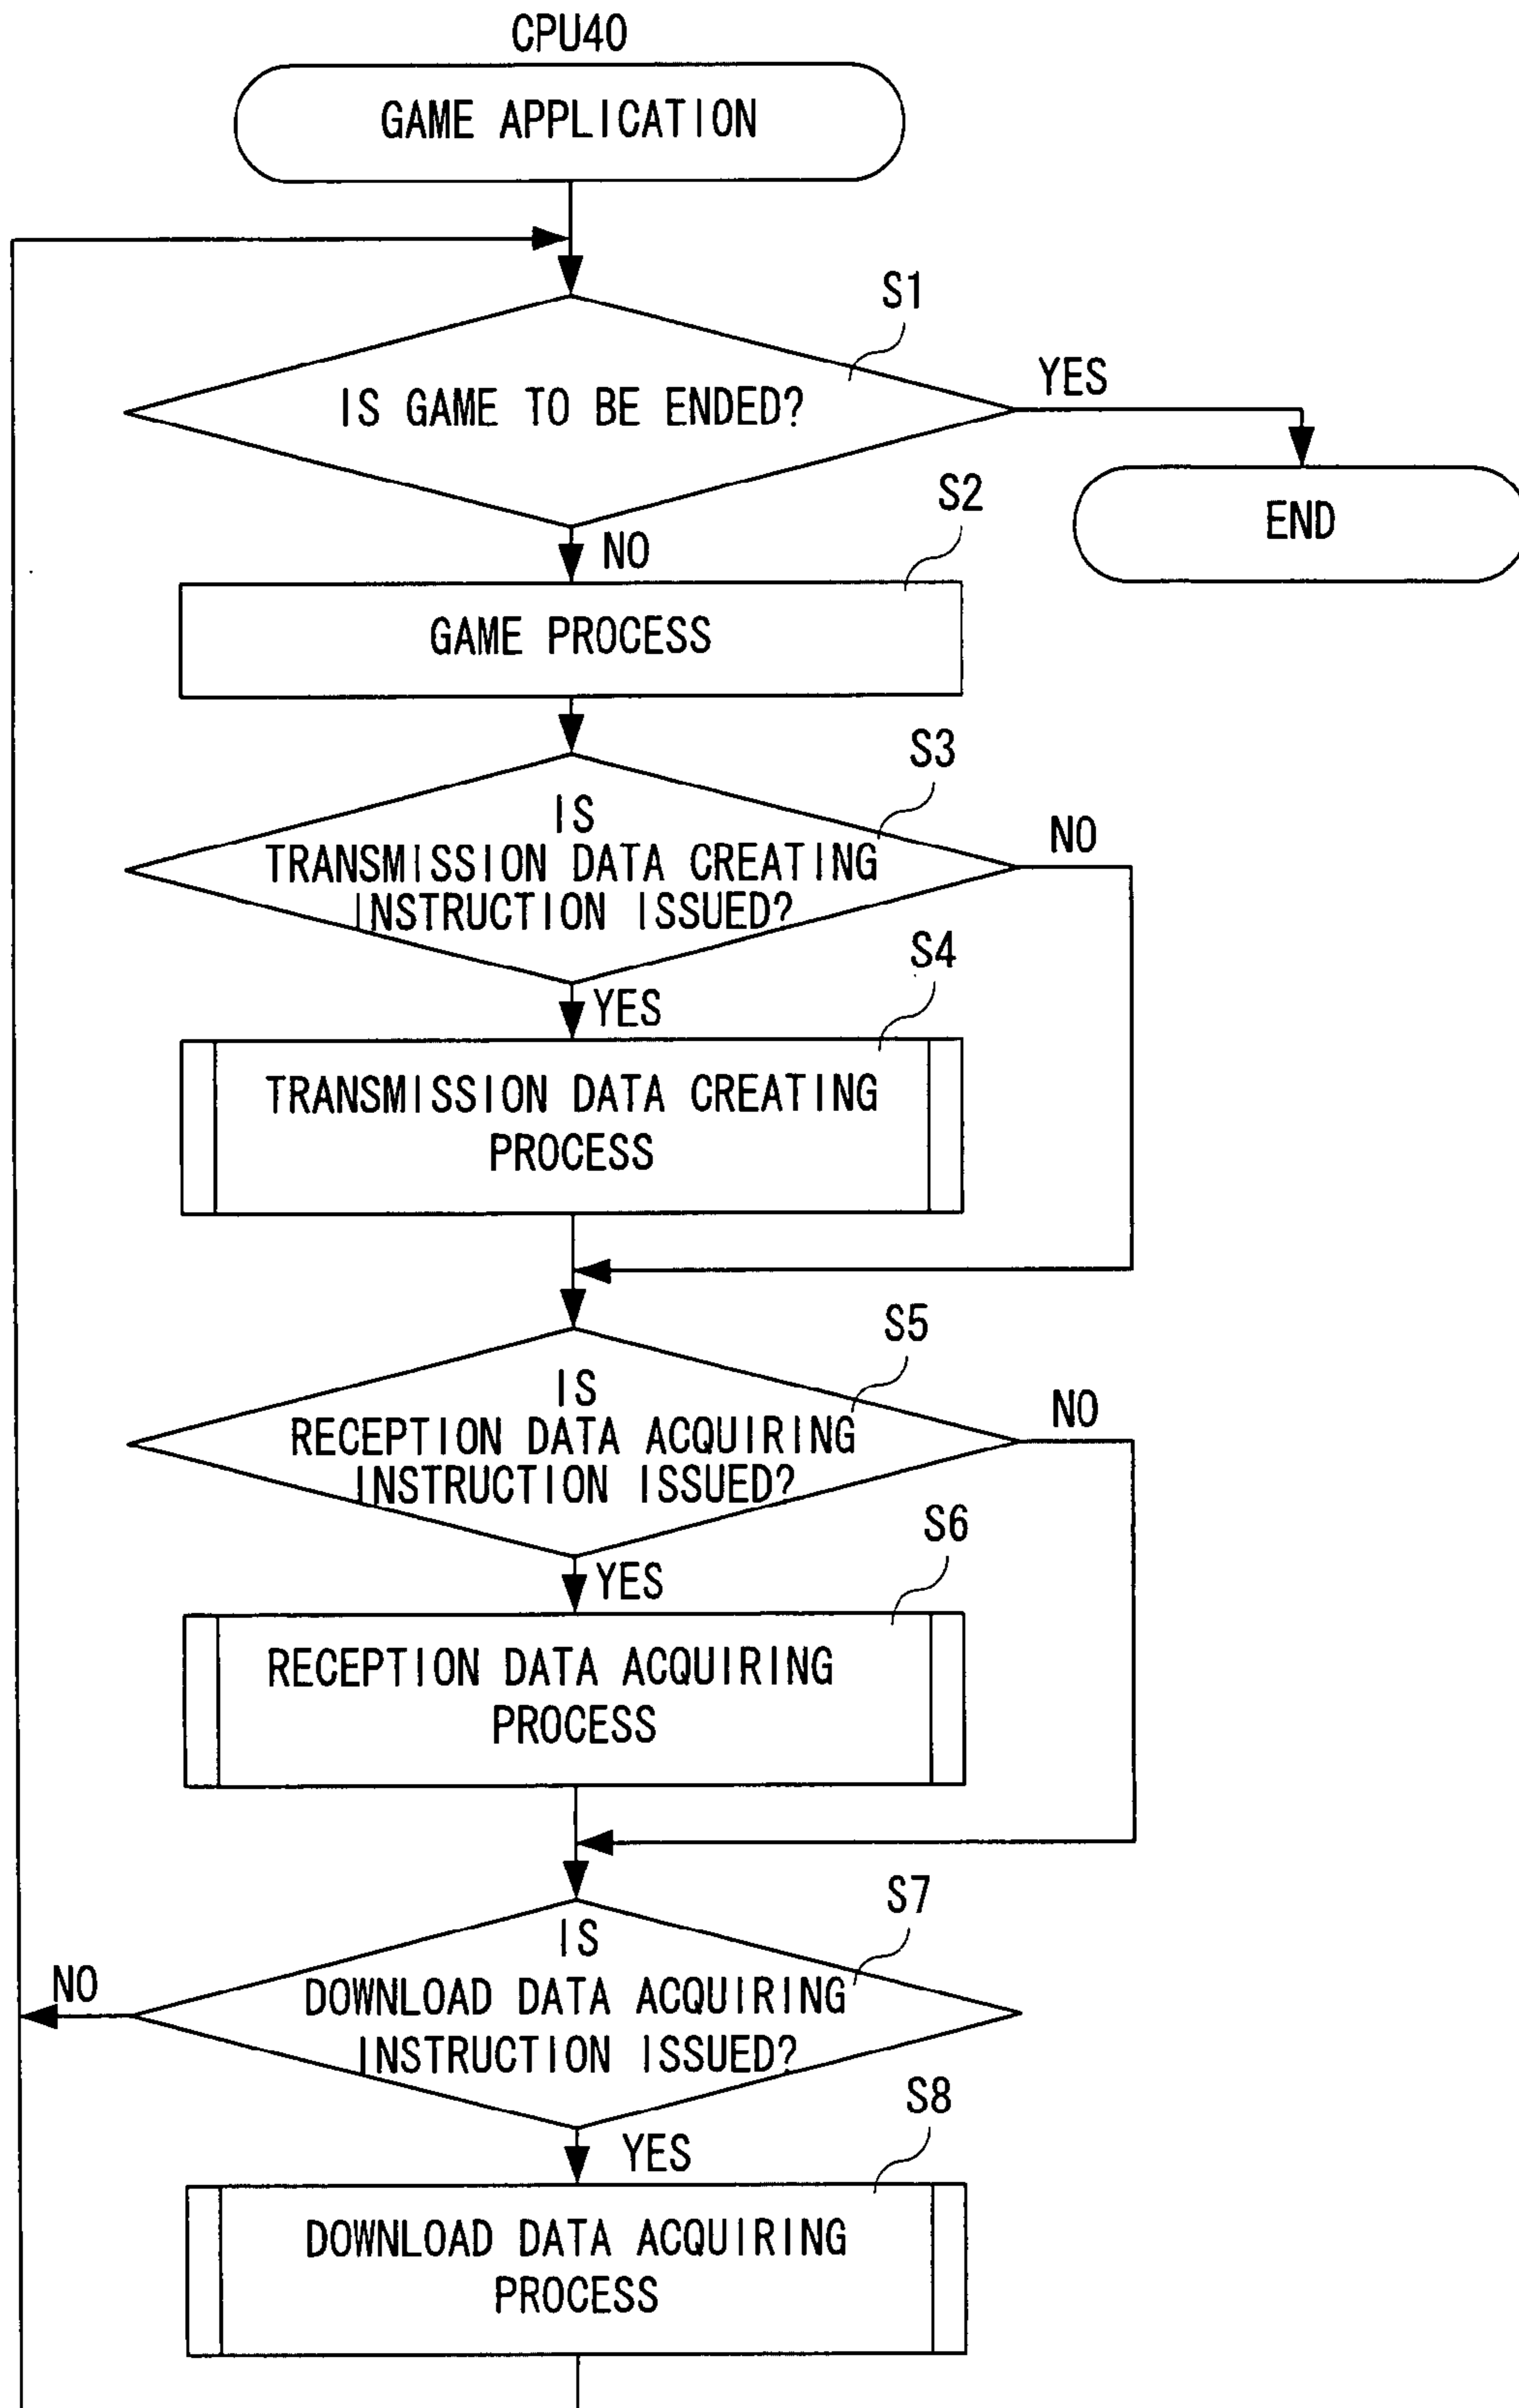 CPU40
GAME APPLICATION
S1
IS GAME TO BE ENDED?
YES
END
NO
S2
GAME PROCESS
S3
IS
TRANSMISSION DATA CREATING
INSTRUCTION ISSUED?
NO
YES
S4
TRANSMISSION DATA CREATING
PROCESS
S5
IS
RECEPTION DATA ACQUIRING
INSTRUCTION ISSUED?
NO
YES
S6
RECEPTION DATA ACQUIRING
PROCESS
S7
IS
DOWNLOAD DATA ACQUIRING
INSTRUCTION ISSUED?
NO
YES
S8
DOWNLOAD DATA ACQUIRING
PROCESS